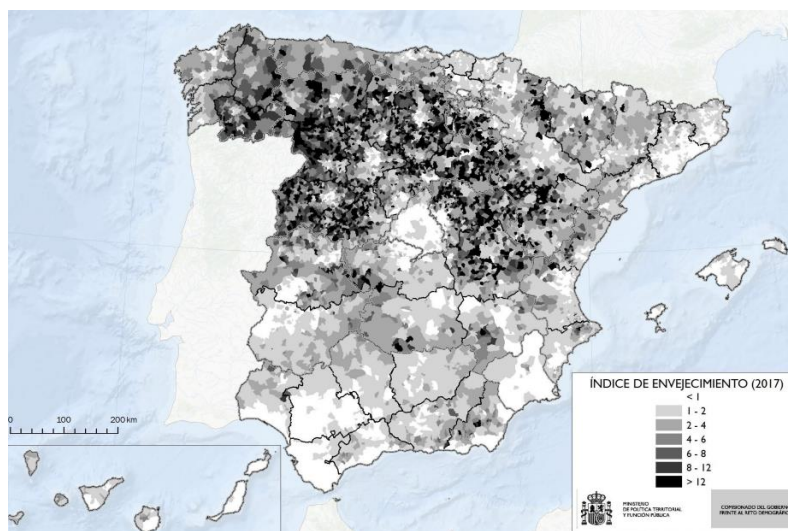 0 100 200 km
ÍNDICE DE ENVEJECIMIENTO (2017)
< 1
1 - 2
2 - 4
4 - 6
6 - 8
8 - 12
> 12
MINISTERIO
DE POLÍTICA TERRITORIAL
Y FUNCIÓN PÚBLICA
COMISIONADO DEL GOBIERNO
FRENTE AL RETO DEMOGRÁFICO